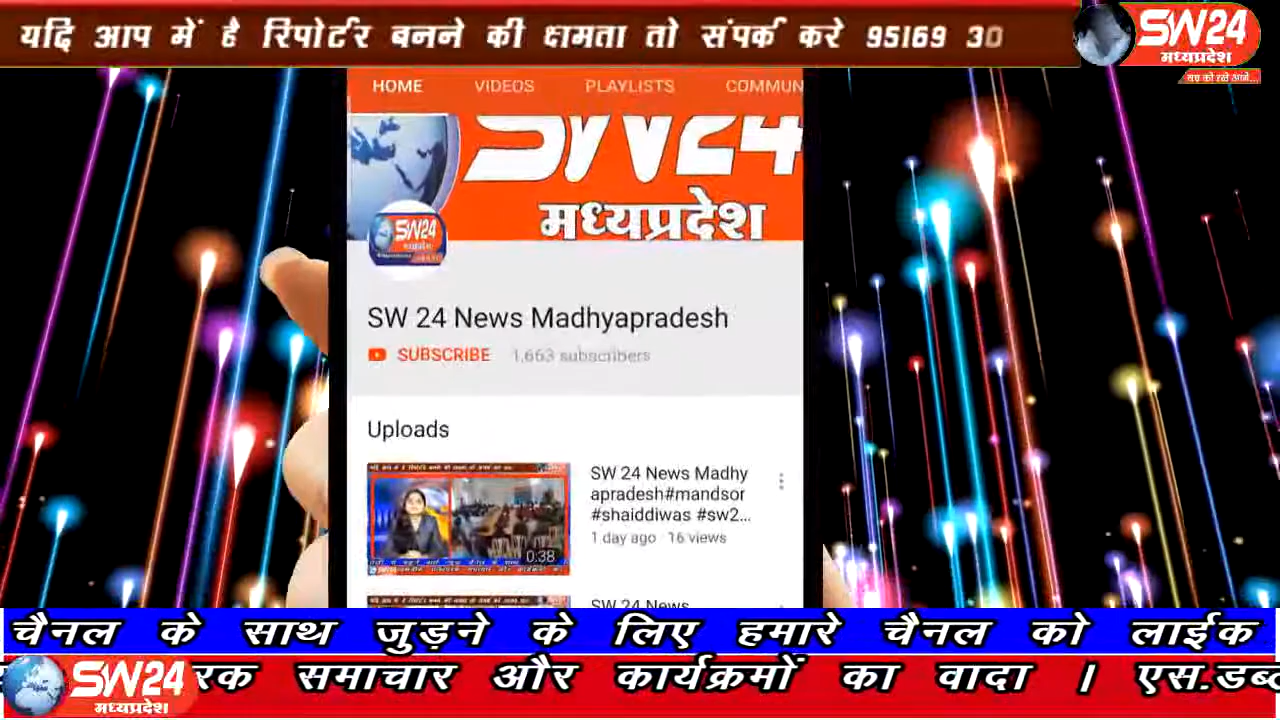 यदि आप में है रिपोर्टर बनने की क्षमता तो संपर्क करे 95169 30
SW24
मध्यप्रदेश
HOME VIDEOS PLAYLISTS COMMUN
SW24
मध्यप्रदेश
SW24
SW 24 News Madhyapradesh
SUBSCRIBE 1,663 subscribers
Uploads
SW 24 News Madhy
apradesh#mandsor
#shaiddiwas #sw2...
1 day ago · 16 views
0:38
SW 24 News
चैनल के साथ जुड़ने के लिए हमारे चैनल को लाईक
रक समाचार और कार्यक्रमों का वादा । एस.डब्ल
SW24
मध्यप्रदेश